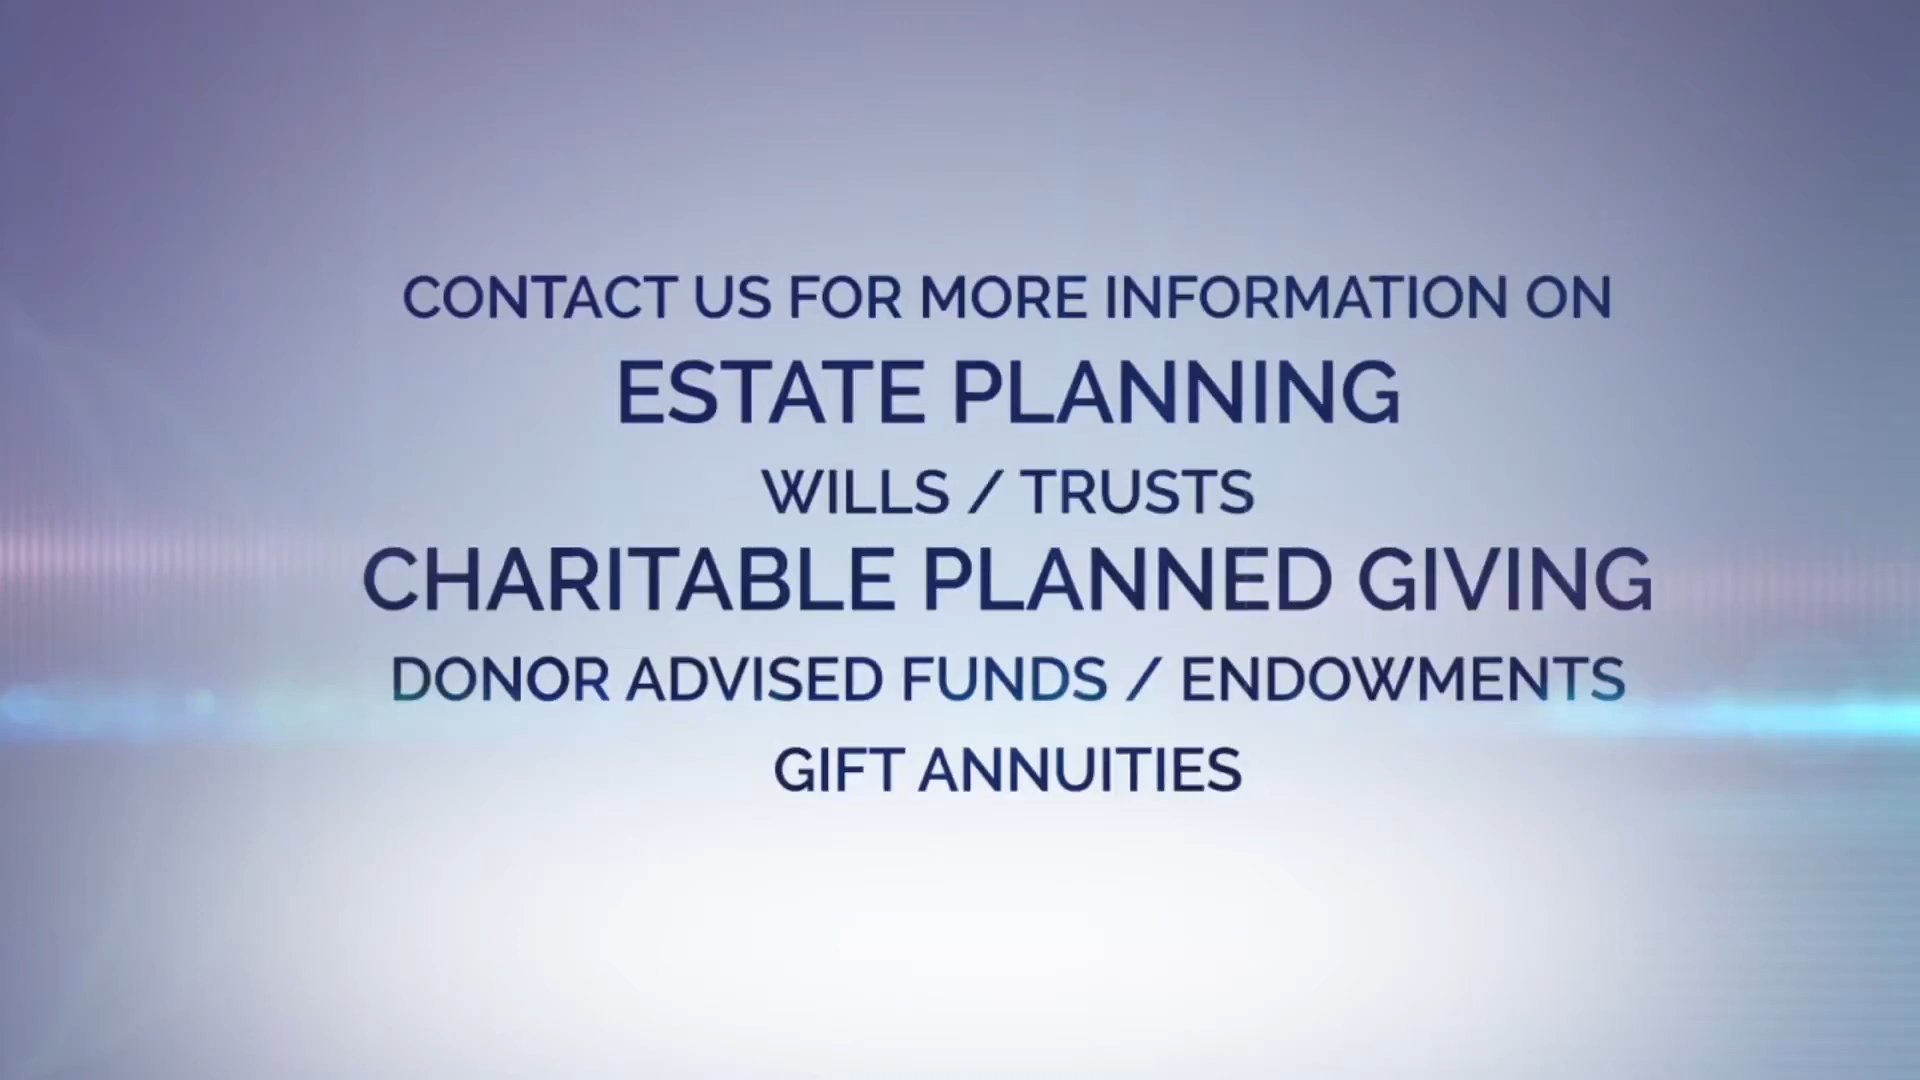 CONTACT US FOR MORE INFORMATION ON
ESTATE PLANNING
WILLS / TRUSTS
CHARITABLE PLANNED GIVING
DONOR ADVISED FUNDS / ENDOWMENTS
GIFT ANNUITIES